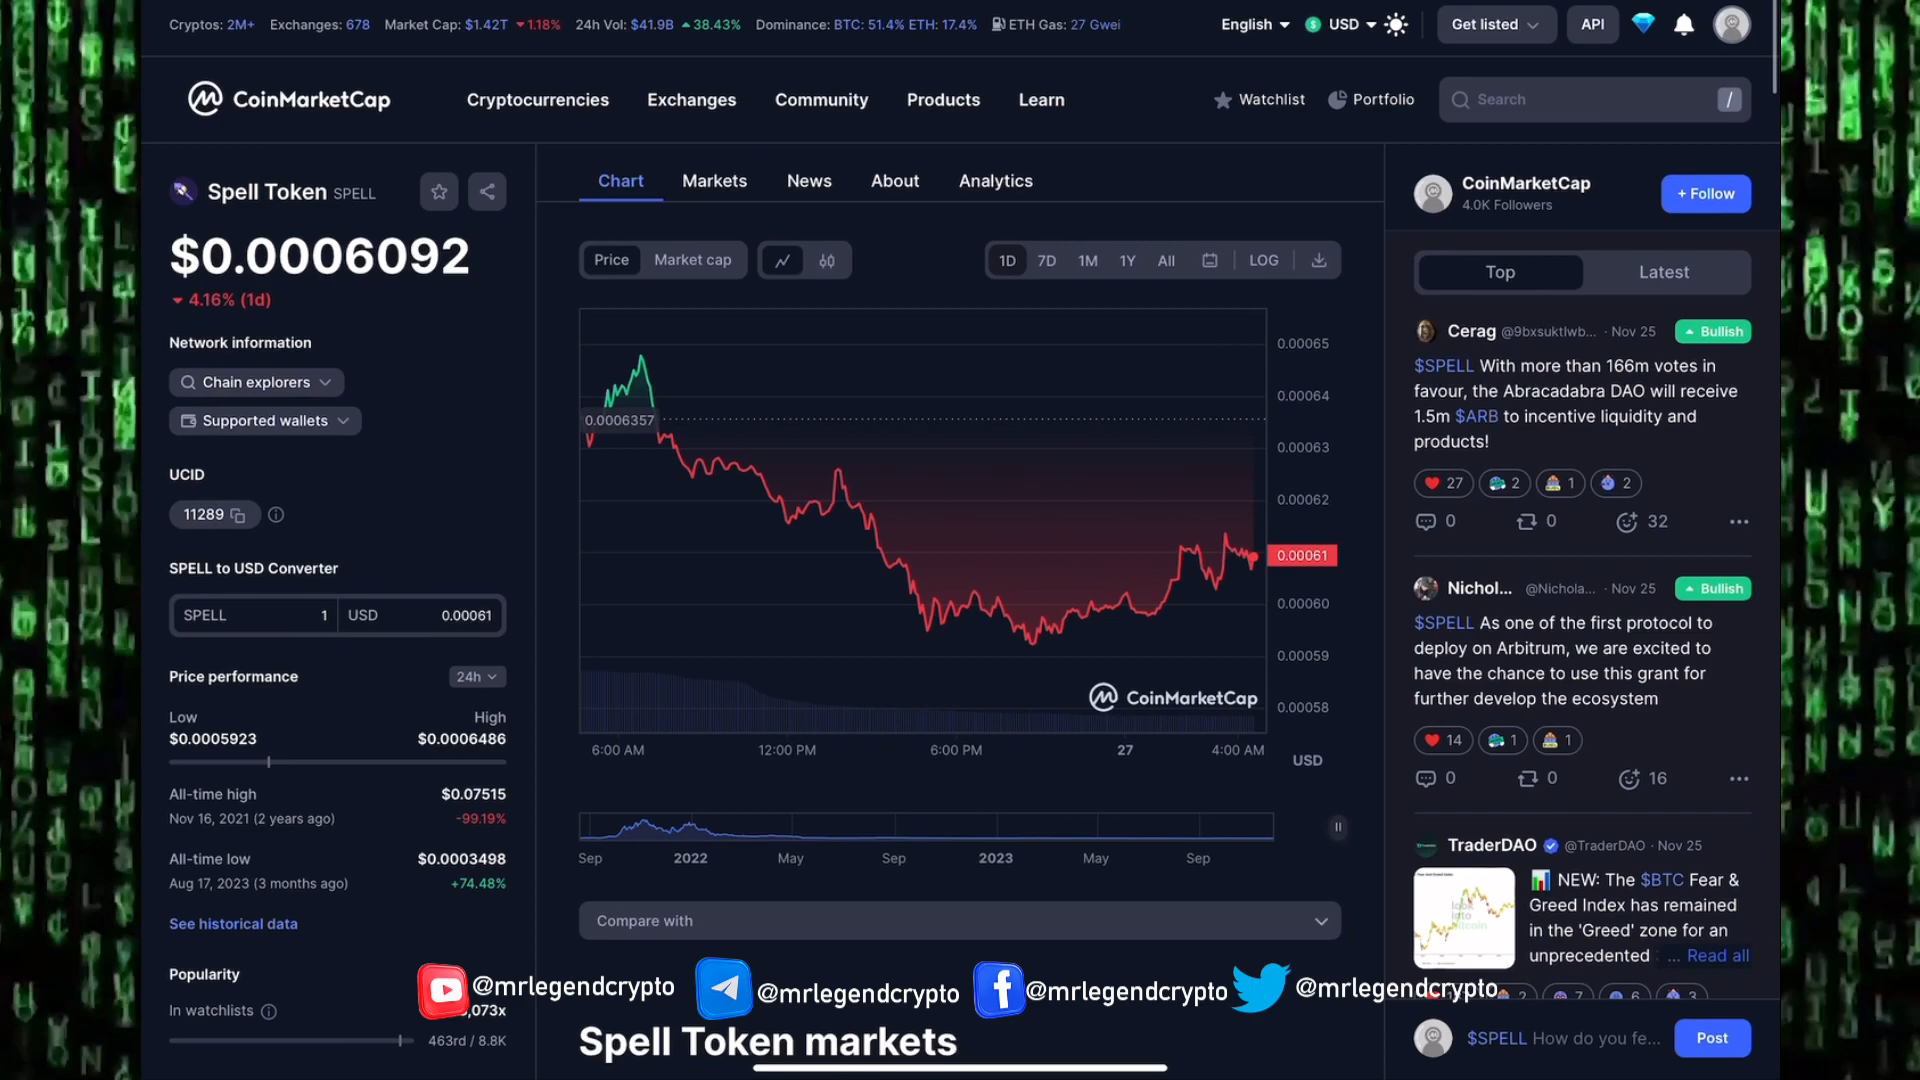 Cryptos: 2M+ Exchanges: 678 Market Cap: $1.42T 1.18% 24h Vol: $41.9B 38.43% Dominance: BTC: 51.4% ETH: 17.4% ETH Gas: 27 Gwei English USD Get listed API
CoinMarketCap Cryptocurrencies Exchanges Community Products Learn Watchlist Portfolio Search /
Spell Token SPELL
$0.0006092
4.16% (1d)
Network information
Chain explorers
Supported wallets
UCID
11289
SPELL to USD Converter
SPELL 1 USD 0.00061
Price performance 24h
Low High
$0.0005923 $0.0006486
All-time high $0.07515
Nov 16, 2021 (2 years ago) -99.19%
All-time low $0.0003498
Aug 17, 2023 (3 months ago) +74.48%
See historical data
Popularity
In watchlists ,073x
463rd / 8.8K
Chart Markets News About Analytics
Price Market cap 1D 7D 1M 1Y All LOG
0.00065
0.00064
0.0006357
0.00063
0.00062
0.00061
0.00060
0.00059
CoinMarketCap
0.00058
6:00 AM 12:00 PM 6:00 PM 27 4:00 AM
USD
Sep 2022 May Sep 2023 May Sep
Compare with
@mrlegendcrypto @mrlegendcrypto @mrlegendcrypto @mrlegendcrypto
Spell Token markets
CoinMarketCap
4.0K Followers
+ Follow
Top Latest
Cerag @9bxsuktlwb... · Nov 25 Bullish
$SPELL With more than 166m votes in
favour, the Abracadabra DAO will receive
1.5m $ARB to incentive liquidity and
products!
27 2 1 2
0 0 32
Nichol... @Nichola... · Nov 25 Bullish
$SPELL As one of the first protocol to
deploy on Arbitrum, we are excited to
have the chance to use this grant for
further develop the ecosystem
14 1 1
0 0 16
TraderDAO @TraderDAO · Nov 25
NEW: The $BTC Fear &
Greed Index has remained
in the 'Greed' zone for an
unprecedented ... Read all
look
into
bitcoin
2 7 6 3
$SPELL How do you fe... Post